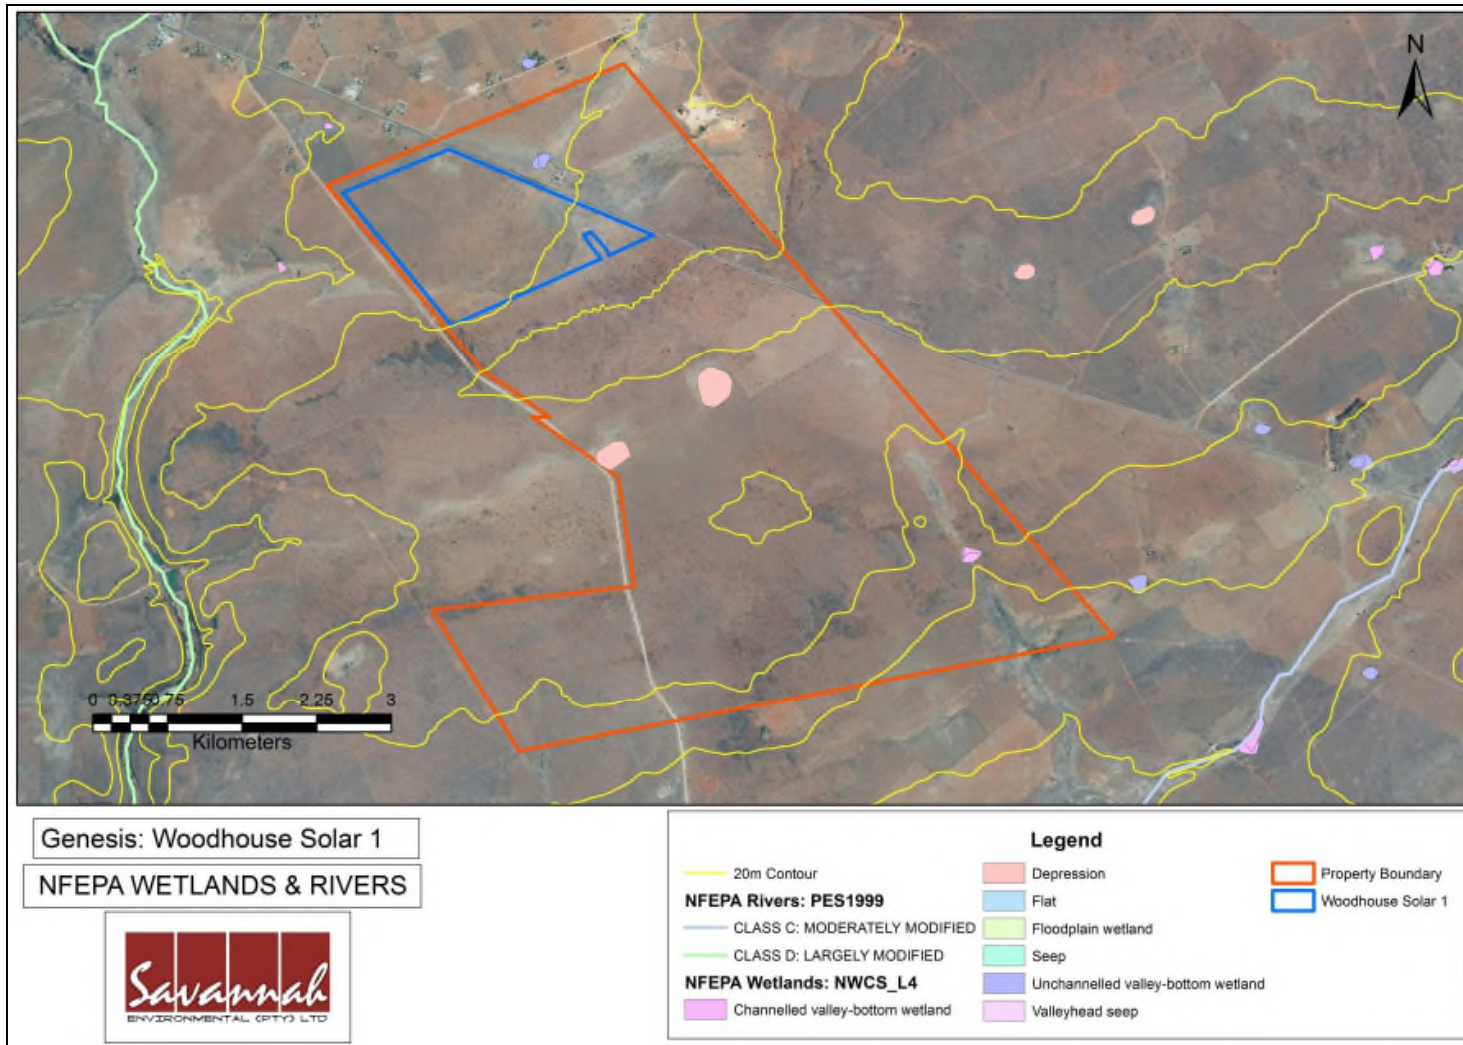 N
0 0.375 0.75 1.5 2.25 3
Kilometers
Genesis: Woodhouse Solar 1
NFEPA WETLANDS & RIVERS
Savannah
ENVIRONMENTAL (PTY) LTD
Legend
20m Contour
NFEPA Rivers: PES1999
CLASS C: MODERATELY MODIFIED
CLASS D: LARGELY MODIFIED
NFEPA Wetlands: NWCS_L4
Channelled valley-bottom wetland
Depression
Flat
Floodplain wetland
Seep
Unchannelled valley-bottom wetland
Valleyhead seep
Property Boundary
Woodhouse Solar 1